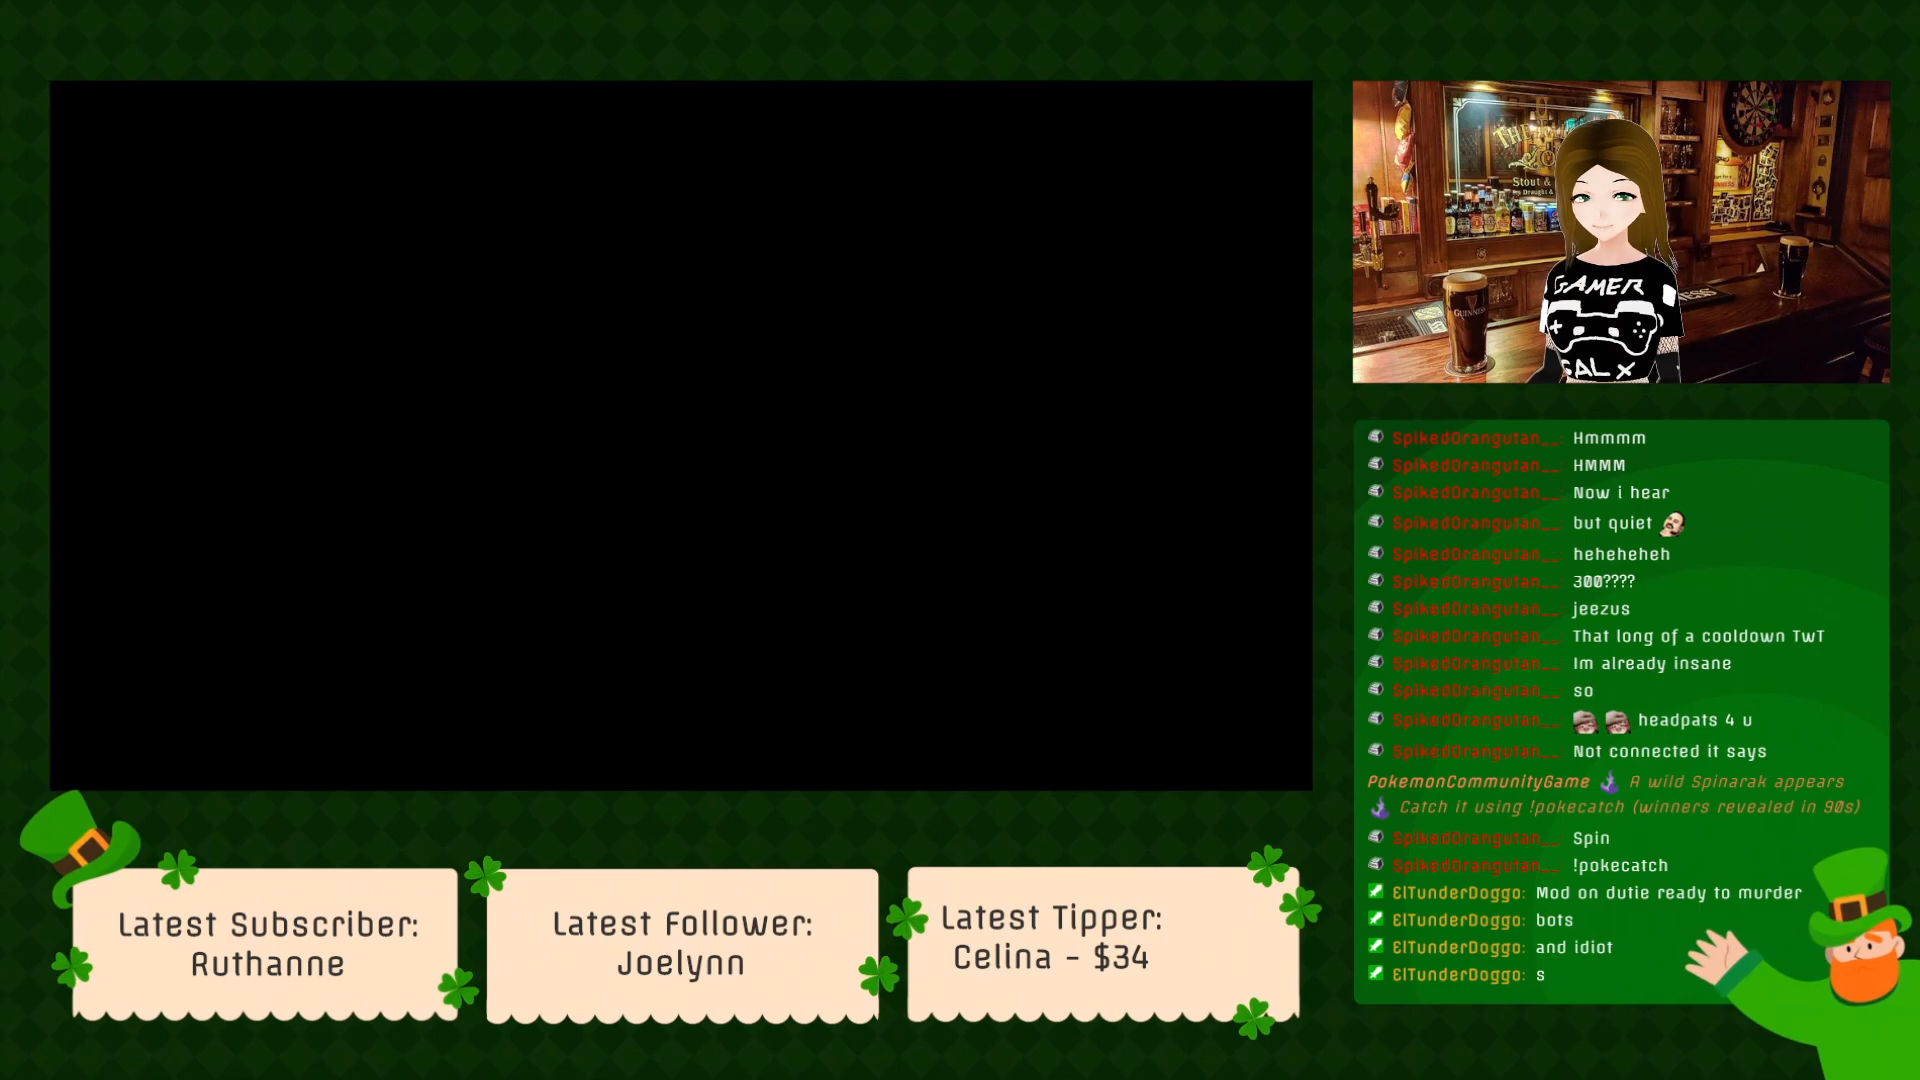 THE
Stout &
GUINNESS
GAMER
GAL X
SpikedOrangutan__: Hmmmm
SpikedOrangutan__: HMMM
SpikedOrangutan__: Now i hear
SpikedOrangutan__: but quiet
SpikedOrangutan__: heheheheh
SpikedOrangutan__: 300????
SpikedOrangutan__: jeezus
SpikedOrangutan__: That long of a cooldown TwT
SpikedOrangutan__: Im already insane
SpikedOrangutan__: so
SpikedOrangutan__: headpats 4 u
SpikedOrangutan__: Not connected it says
PokemonCommunityGame A wild Spinarak appears
Catch it using !pokecatch (winners revealed in 90s)
SpikedOrangutan__: Spin
SpikedOrangutan__: !pokecatch
ElTunderDoggo: Mod on dutie ready to murder
ElTunderDoggo: bots
ElTunderDoggo: and idiot
ElTunderDoggo: s
Latest Subscriber:
Ruthanne
Latest Follower:
Joelynn
Latest Tipper:
Celina - $34